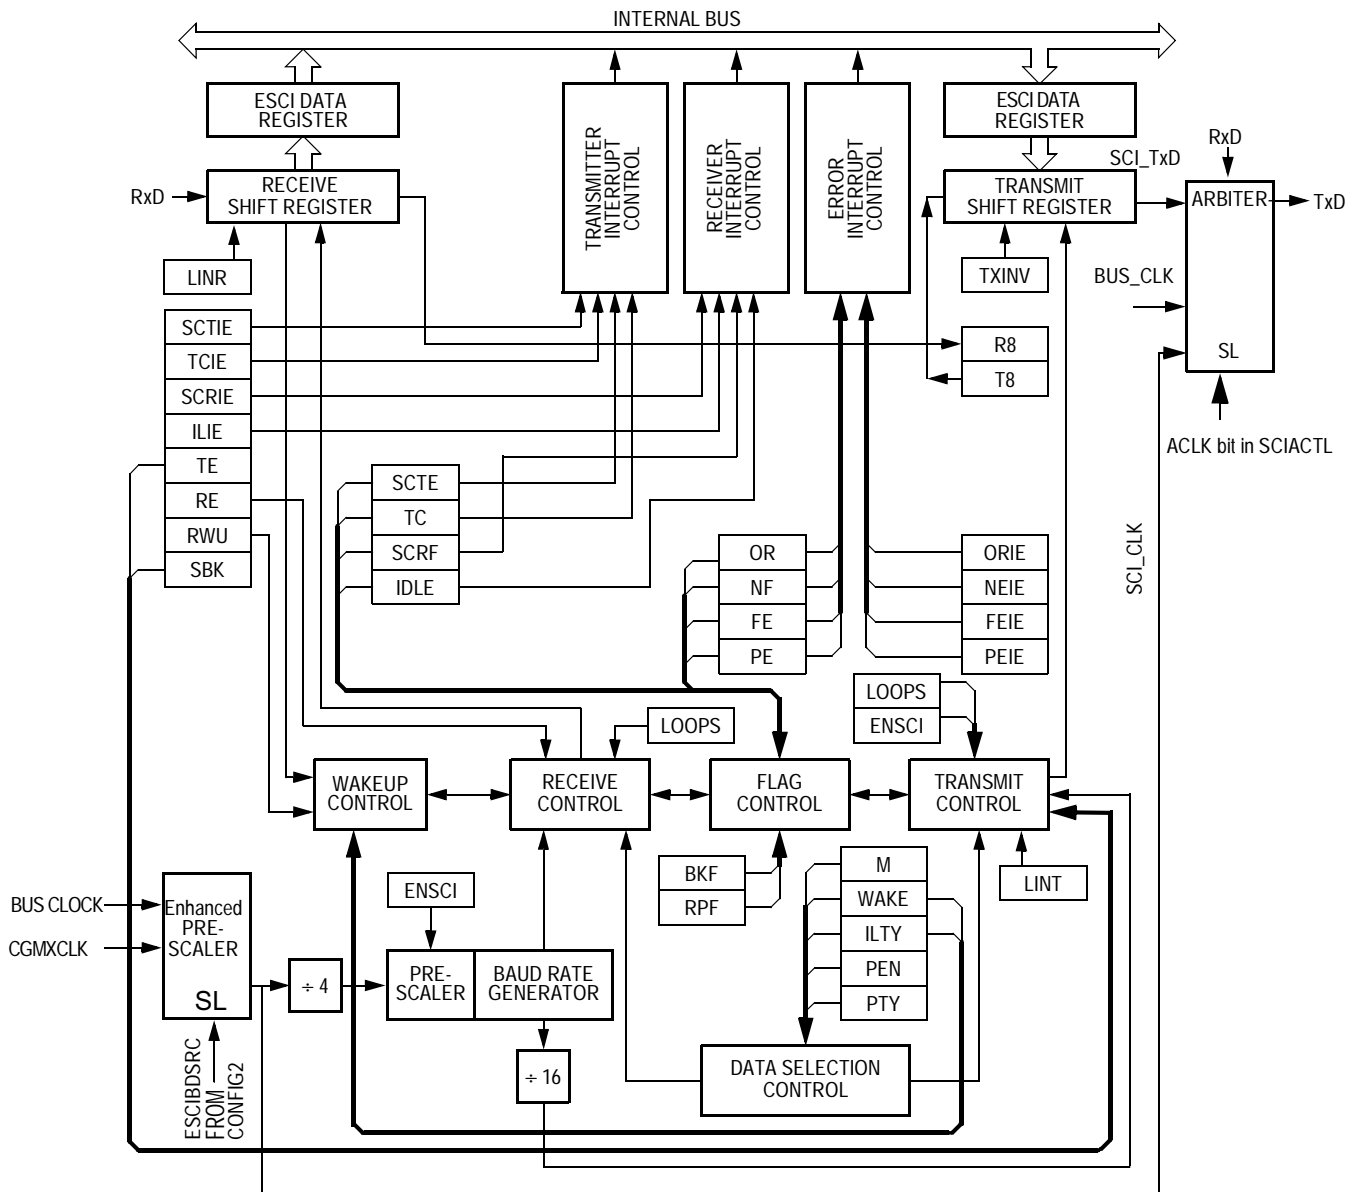 INTERNAL BUS
ESCI DATA
REGISTER
RECEIVE
SHIFT REGISTER
RxD
LINR
TRANSMITTER
INTERRUPT
CONTROL
RECEIVER
INTERRUPT
CONTROL
ERROR
INTERRUPT
CONTROL
ESCI DATA
REGISTER
TRANSMIT
SHIFT REGISTER
SCI_TxD
RxD
ARBITER
TxD
TXINV
BUS_CLK
SL
ACLK bit in SCIACTL
R8
T8
SCTIE
TCIE
SCRIE
ILIE
TE
RE
RWU
SBK
SCTE
TC
SCRF
IDLE
OR
NF
FE
PE
ORIE
NEIE
FEIE
PEIE
SCI_CLK
LOOPS
ENSCI
LOOPS
WAKEUP
CONTROL
RECEIVE
CONTROL
FLAG
CONTROL
TRANSMIT
CONTROL
BKF
RPF
M
WAKE
ILTY
PEN
PTY
LINT
BUS CLOCK
CGMXCLK
Enhanced
PRE-
SCALER
SL
ESCIBDSRC
FROM
CONFIG2
÷ 4
ENSCI
PRE-
SCALER
BAUD RATE
GENERATOR
÷ 16
DATA SELECTION
CONTROL